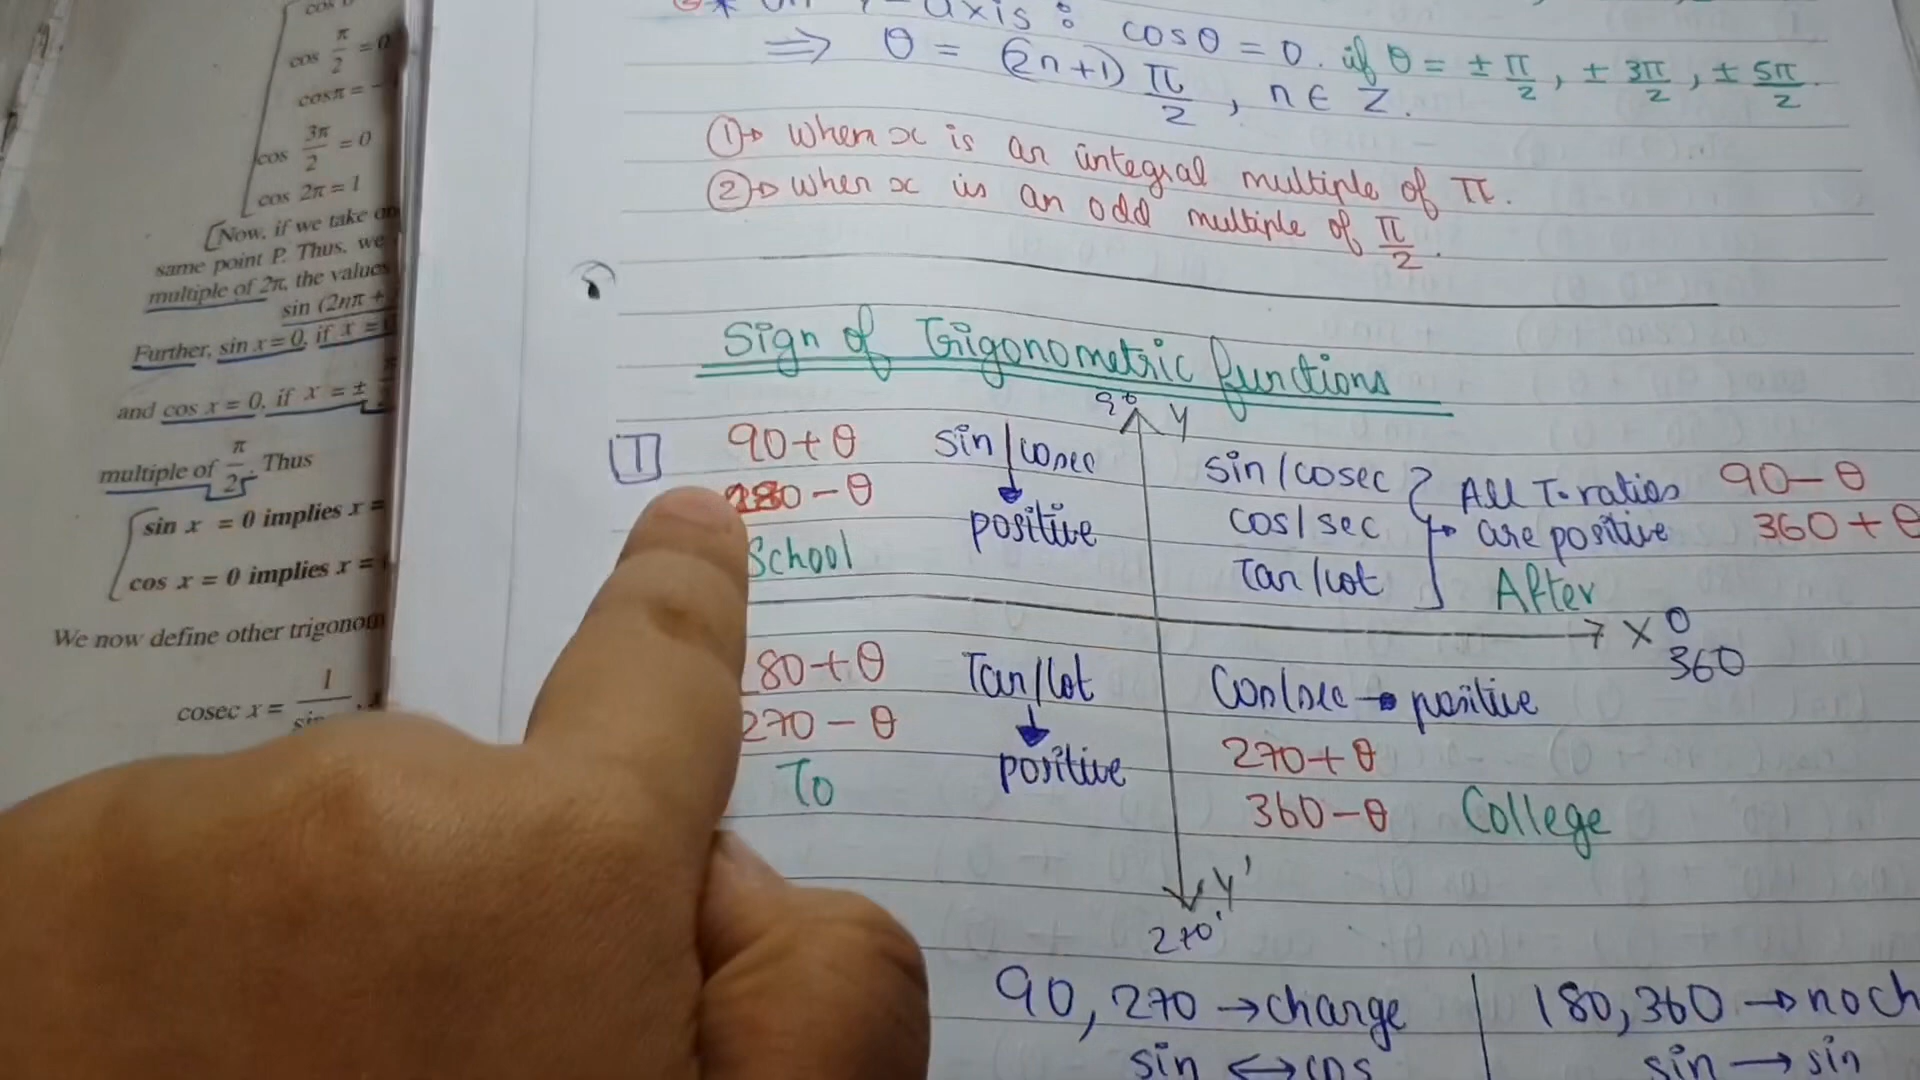 cos π/2 = 0
cosπ = -
cos 3π/2 = 0
cos 2π = 1
Now, if we take on
same point P. Thus, we
multiple of 2π, the values
sin (2nπ +
Further, sin x = 0, if x =
and cos x = 0, if x = ±
multiple of π/2. Thus
sin x = 0 implies x =
cos x = 0 implies x =
We now define other trigonom
cosec x = 1
axis : cosθ = 0. if θ = ± π/2, ± 3π/2, ± 5π/2.
⇒ θ = (2n+1) π/2, n ∈ Z.
① → When x is an integral multiple of π.
② → When x is an odd multiple of π/2.
Sign of Trigonometric functions
90° Y
1 90+θ sin/cosec
180-θ positive
School
sin/cosec
cos/sec
Tan/cot
All T-ratios
are positive
After
90-θ
360+θ
X 0
360
180+θ Tan/cot
270-θ positive
To
Cos/sec → positive
270+θ
360-θ College
Y'
270°
90, 270 → change
sin ↔ cos
180, 360 → no ch
sin → sin